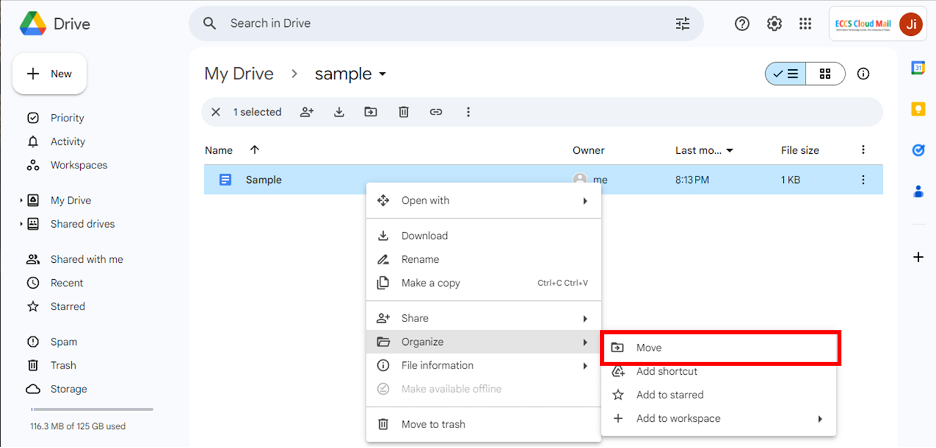 Drive
Search in Drive
ECCS Cloud Mail
Ji
31
New
My Drive
sample
1 selected
Priority
Activity
Workspaces
My Drive
Shared drives
Shared with me
Recent
Starred
Spam
Trash
Storage
116.3 MB of 125 GB used
Name
Owner
Last mo...
File size
Sample
me
8:13 PM
1 KB
Open with
Download
Rename
Make a copy
Ctrl+C Ctrl+V
Share
Organize
File information
Make available offline
Move to trash
Move
Add shortcut
Add to starred
Add to workspace